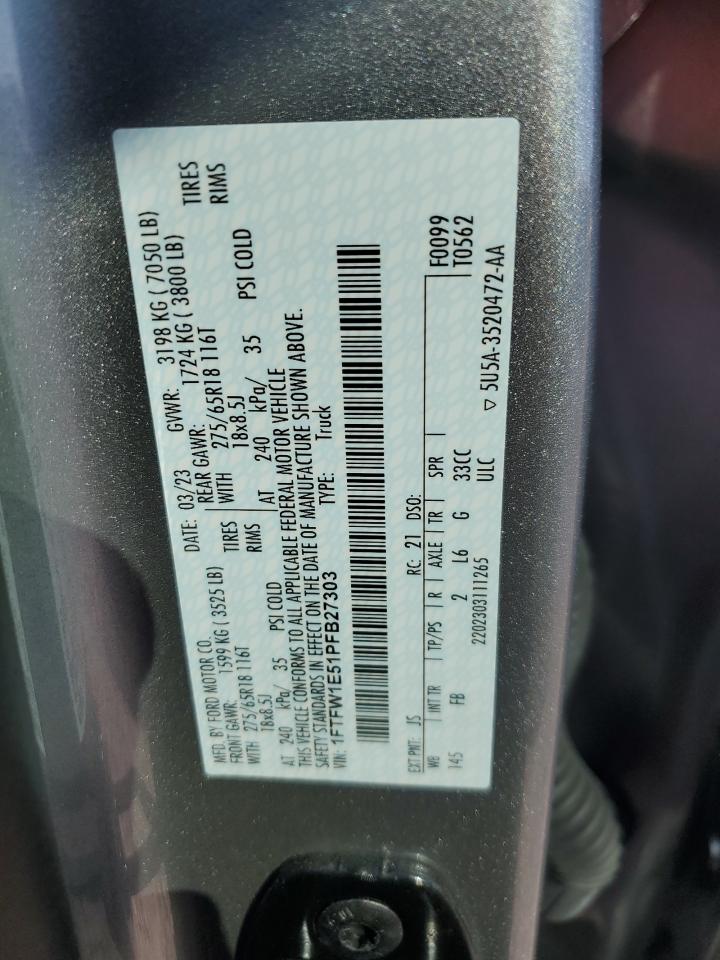 MFD. BY FORD MOTOR CO.
DATE: 03/23 GVWR: 3198 KG ( 7050 LB)
FRONT GAWR: 1599 KG ( 3525 LB) REAR GAWR: 1724 KG ( 3800 LB)
WITH 275/65R18 116T TIRES WITH 275/65R18 116T TIRES
18x8.5J RIMS 18x8.5J RIMS
AT 240 kPa/ 35 PSI COLD AT 240 kPa/ 35 PSI COLD
THIS VEHICLE CONFORMS TO ALL APPLICABLE FEDERAL MOTOR VEHICLE
SAFETY STANDARDS IN EFFECT ON THE DATE OF MANUFACTURE SHOWN ABOVE.
VIN: 1FTFW1E51PFB27303 TYPE: Truck
EXT PNT: JS RC: 21 DSO: F0099
WB INT TR TP/PS R AXLE TR SPR T0562
145 FB 2 L6 G 33CC
2202303111265 ULC ▽ 5U5A-3520472-AA